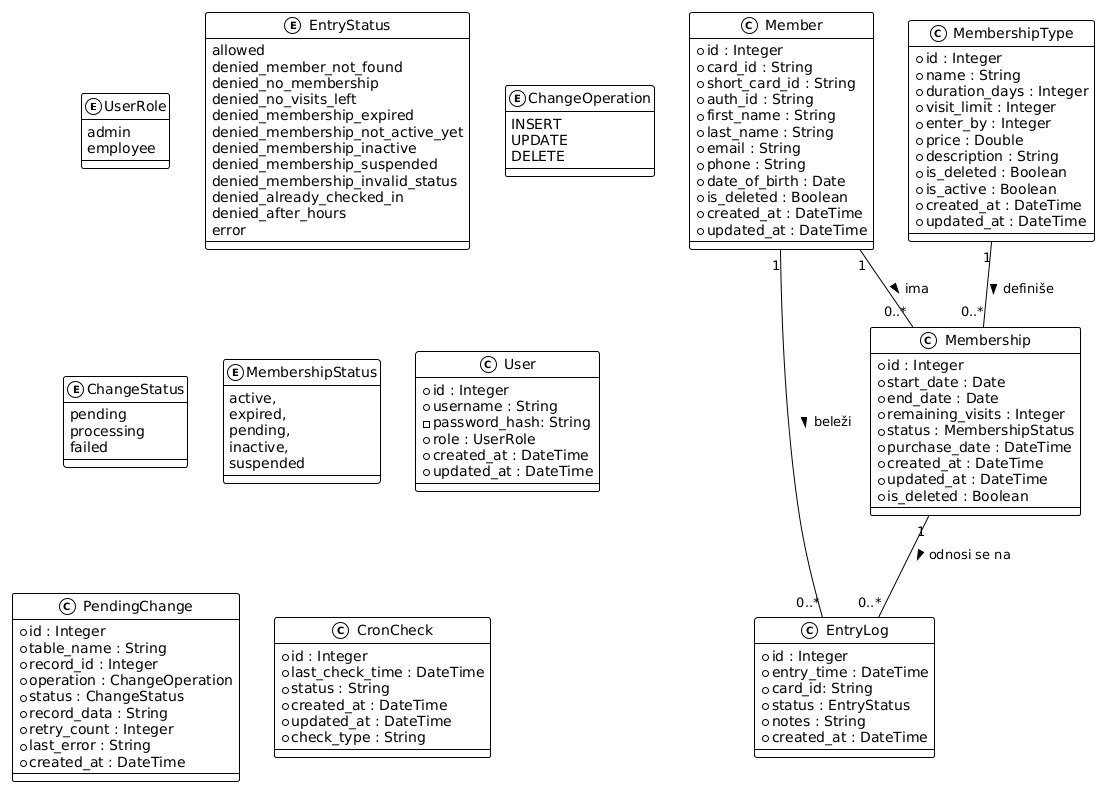 E UserRole
admin
employee
E EntryStatus
allowed
denied_member_not_found
denied_no_membership
denied_no_visits_left
denied_membership_expired
denied_membership_not_active_yet
denied_membership_inactive
denied_membership_suspended
denied_membership_invalid_status
denied_already_checked_in
denied_after_hours
error
E ChangeOperation
INSERT
UPDATE
DELETE
C Member
id : Integer
card_id : String
short_card_id : String
auth_id : String
first_name : String
last_name : String
email : String
phone : String
date_of_birth : Date
is_deleted : Boolean
created_at : DateTime
updated_at : DateTime
C MembershipType
id : Integer
name : String
duration_days : Integer
visit_limit : Integer
enter_by : Integer
price : Double
description : String
is_deleted : Boolean
is_active : Boolean
created_at : DateTime
updated_at : DateTime
1
1
1
ima
definiše
0..*
0..*
E ChangeStatus
pending
processing
failed
E MembershipStatus
active,
expired,
pending,
inactive,
suspended
C User
id : Integer
username : String
password_hash: String
role : UserRole
created_at : DateTime
updated_at : DateTime
beleži
C Membership
id : Integer
start_date : Date
end_date : Date
remaining_visits : Integer
status : MembershipStatus
purchase_date : DateTime
created_at : DateTime
updated_at : DateTime
is_deleted : Boolean
1
odnosi se na
0..*
0..*
C PendingChange
id : Integer
table_name : String
record_id : Integer
operation : ChangeOperation
status : ChangeStatus
record_data : String
retry_count : Integer
last_error : String
created_at : DateTime
C CronCheck
id : Integer
last_check_time : DateTime
status : String
created_at : DateTime
updated_at : DateTime
check_type : String
C EntryLog
id : Integer
entry_time : DateTime
card_id: String
status : EntryStatus
notes : String
created_at : DateTime